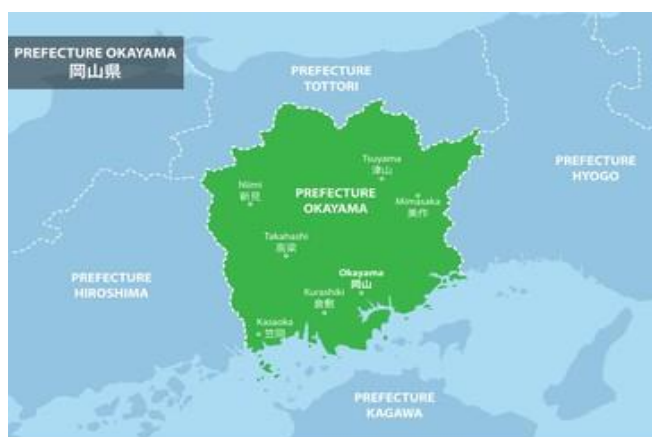 PREFECTURE OKAYAMA
岡山県
PREFECTURE
TOTTORI
Tsuyama
津山
PREFECTURE
HYOGO
Niimi
新見
PREFECTURE
OKAYAMA
Mimasaka
美作
Takahashi
高梁
PREFECTURE
HIROSHIMA
Okayama
岡山
Kurashiki
倉敷
Kasaoka
笠岡
PREFECTURE
KAGAWA